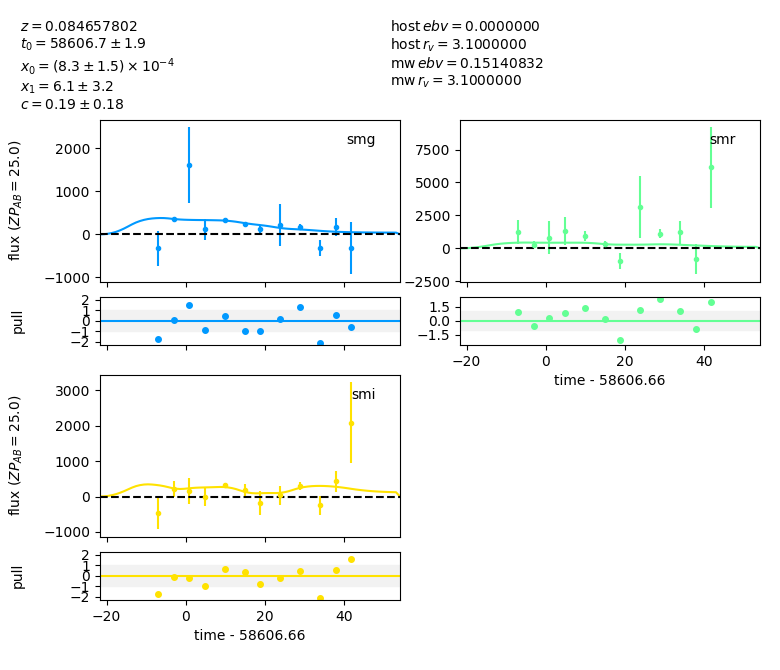 z = 0.084657802
t₀ = 58606.7 ± 1.9
x₀ = (8.3 ± 1.5) × 10⁻⁴
x₁ = 6.1 ± 3.2
c = 0.19 ± 0.18
host ebv = 0.0000000
host r_v = 3.1000000
mw ebv = 0.15140832
mw r_v = 3.1000000
smg
flux (ZP_AB = 25.0)
2000
1000
0
−1000
smr
7500
5000
2500
0
−2500
pull
2
1
0
−1
−2
1.5
0.0
−1.5
−20 0 20 40
time - 58606.66
smi
flux (ZP_AB = 25.0)
3000
2000
1000
0
−1000
pull
2
1
0
−1
−2
−20 0 20 40
time - 58606.66